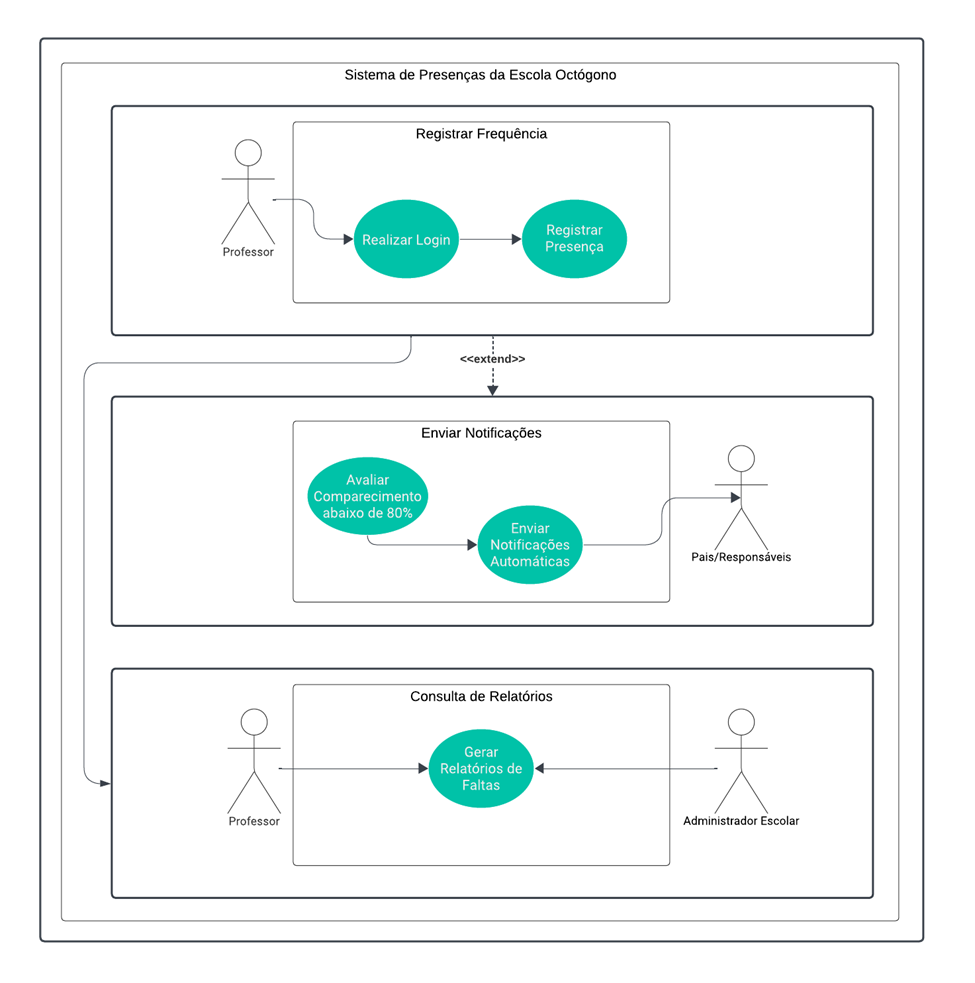 Sistema de Presenças da Escola Octógono
Registrar Frequência
Professor
Realizar Login
Registrar
Presença
<<extend>>
Enviar Notificações
Avaliar
Comparecimento
abaixo de 80%
Enviar
Notificações
Automáticas
Pais/Responsáveis
Consulta de Relatórios
Gerar
Relatórios de
Faltas
Professor
Administrador Escolar